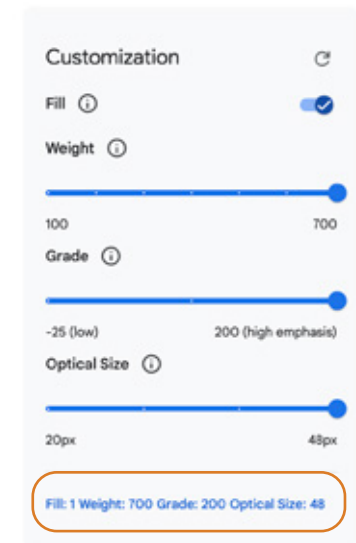 Customization
Fill
Weight
100 700
Grade
-25 (low) 200 (high emphasis)
Optical Size
20px 48px
Fill: 1 Weight: 700 Grade: 200 Optical Size: 48